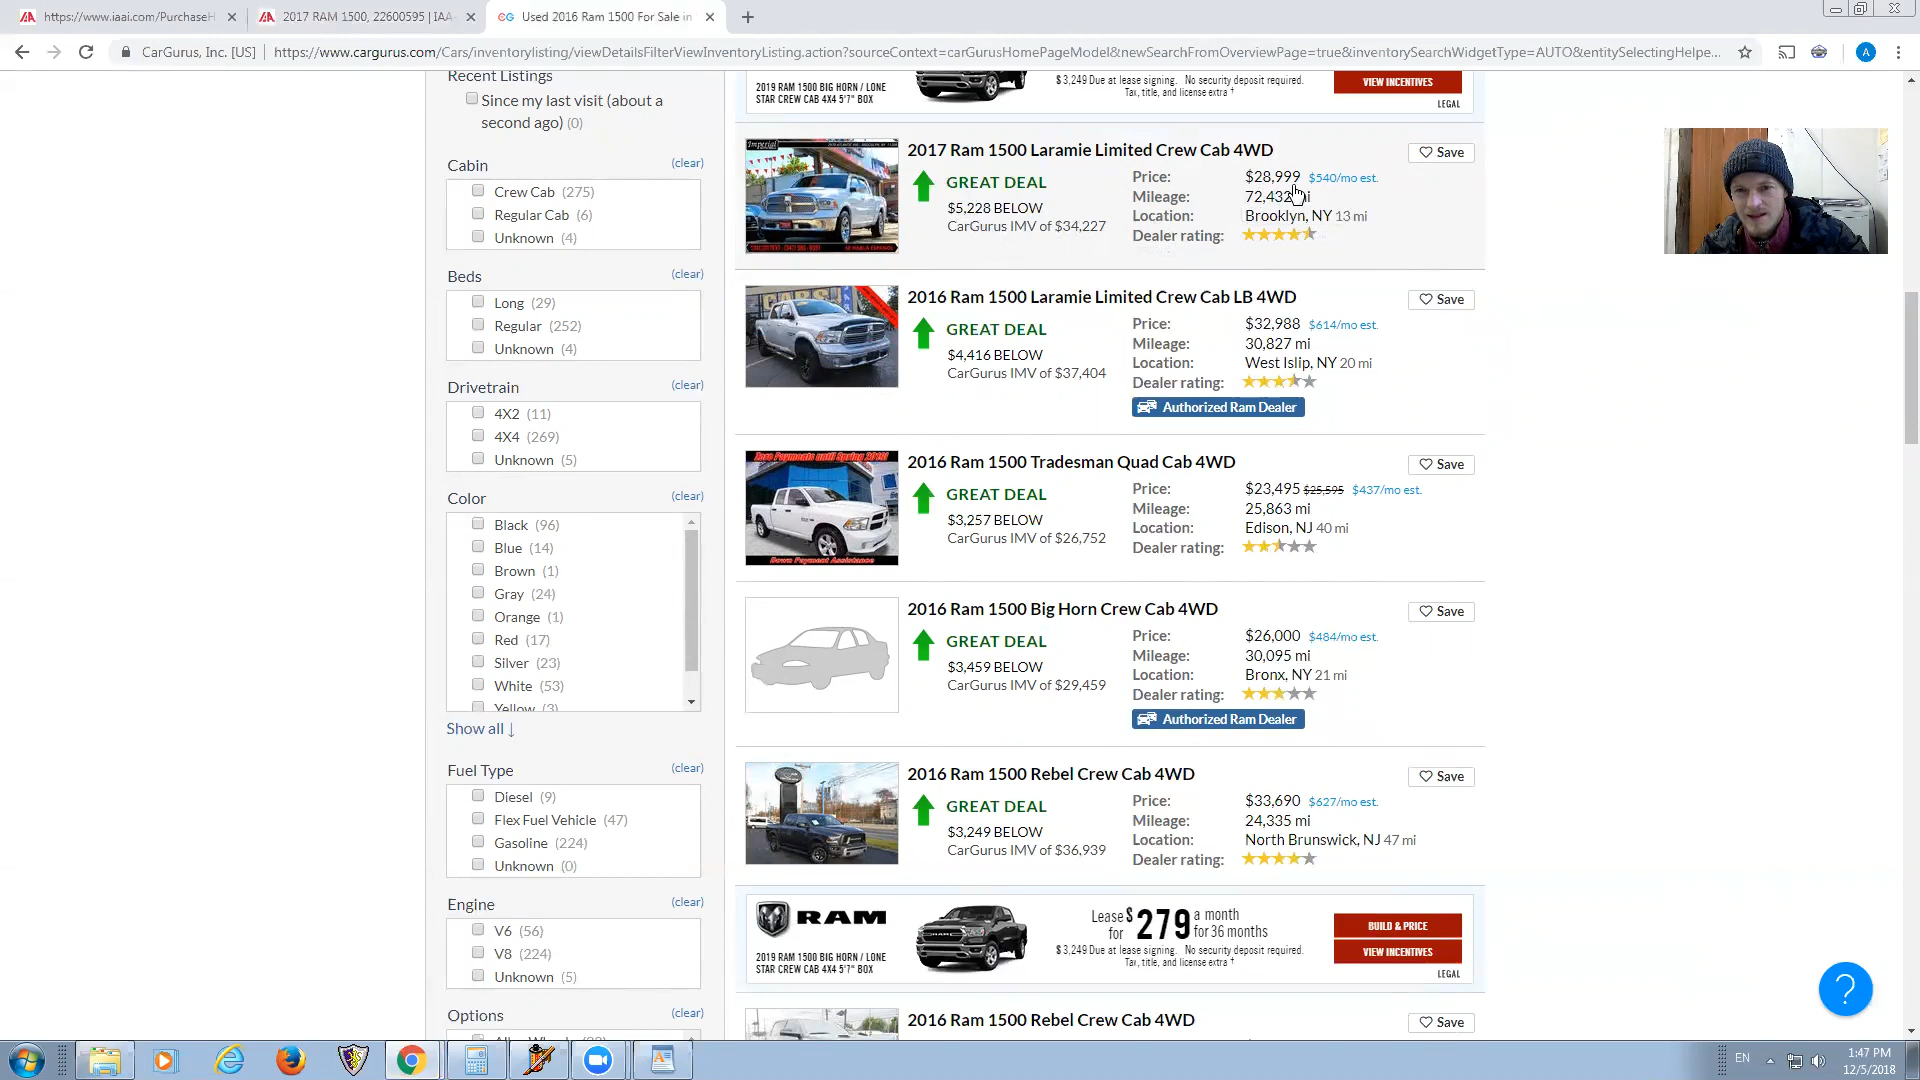 https://www.iaai.com/PurchaseH
2017 RAM 1500, 22600595 | IAA-
Used 2016 Ram 1500 For Sale in
CarGurus, Inc. [US]
https://www.cargurus.com/Cars/inventorylisting/viewDetailsFilterViewInventoryListing.action?sourceContext=carGurusHomePageModel&newSearchFromOverviewPage=true&inventorySearchWidgetType=AUTO&entitySelectingHelpe...
A
Recent Listings
Since my last visit (about a
second ago) (0)
Cabin (clear)
Crew Cab (275)
Regular Cab (6)
Unknown (4)
Beds (clear)
Long (29)
Regular (252)
Unknown (4)
Drivetrain (clear)
4X2 (11)
4X4 (269)
Unknown (5)
Color (clear)
Black (96)
Blue (14)
Brown (1)
Gray (24)
Orange (1)
Red (17)
Silver (23)
White (53)
Yellow (3)
Show all ↓
Fuel Type (clear)
Diesel (9)
Flex Fuel Vehicle (47)
Gasoline (224)
Unknown (0)
Engine (clear)
V6 (56)
V8 (224)
Unknown (5)
Options (clear)
2019 RAM 1500 BIG HORN / LONE
STAR CREW CAB 4X4 5'7" BOX
$3,249 Due at lease signing. No security deposit required.
Tax, title, and license extra †
VIEW INCENTIVES
LEGAL
Imperial
2017 Ram 1500 Laramie Limited Crew Cab 4WD
Save
GREAT DEAL
$5,228 BELOW
CarGurus IMV of $34,227
Price: $28,999 $540/mo est.
Mileage: 72,432 mi
Location: Brooklyn, NY 13 mi
Dealer rating:
2016 Ram 1500 Laramie Limited Crew Cab LB 4WD
Save
GREAT DEAL
$4,416 BELOW
CarGurus IMV of $37,404
Price: $32,988 $614/mo est.
Mileage: 30,827 mi
Location: West Islip, NY 20 mi
Dealer rating:
Authorized Ram Dealer
Zero Payments until Spring 2019!
Down Payment Assistance
2016 Ram 1500 Tradesman Quad Cab 4WD
Save
GREAT DEAL
$3,257 BELOW
CarGurus IMV of $26,752
Price: $23,495 $25,595 $437/mo est.
Mileage: 25,863 mi
Location: Edison, NJ 40 mi
Dealer rating:
2016 Ram 1500 Big Horn Crew Cab 4WD
Save
GREAT DEAL
$3,459 BELOW
CarGurus IMV of $29,459
Price: $26,000 $484/mo est.
Mileage: 30,095 mi
Location: Bronx, NY 21 mi
Dealer rating:
Authorized Ram Dealer
2016 Ram 1500 Rebel Crew Cab 4WD
Save
GREAT DEAL
$3,249 BELOW
CarGurus IMV of $36,939
Price: $33,690 $627/mo est.
Mileage: 24,335 mi
Location: North Brunswick, NJ 47 mi
Dealer rating:
RAM
2019 RAM 1500 BIG HORN / LONE
STAR CREW CAB 4X4 5'7" BOX
Lease for $279 a month for 36 months
$3,249 Due at lease signing. No security deposit required.
Tax, title, and license extra †
BUILD & PRICE
VIEW INCENTIVES
LEGAL
2016 Ram 1500 Rebel Crew Cab 4WD
Save
?
EN
1:47 PM
12/5/2018